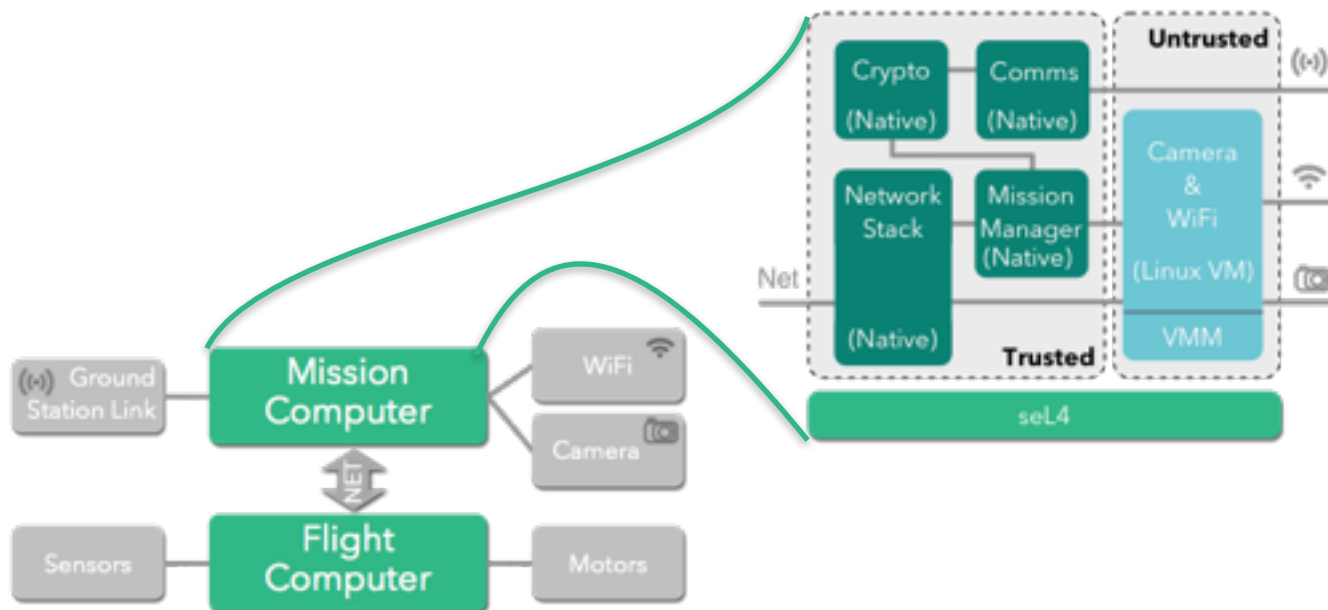 Untrusted
Crypto
(Native)
Comms
(Native)
Camera
&
WiFi
(Linux VM)
VMM
Network
Stack
(Native)
Mission
Manager
(Native)
Net
Trusted
seL4
Ground
Station Link
Mission
Computer
WiFi
Camera
NET
Sensors
Flight
Computer
Motors